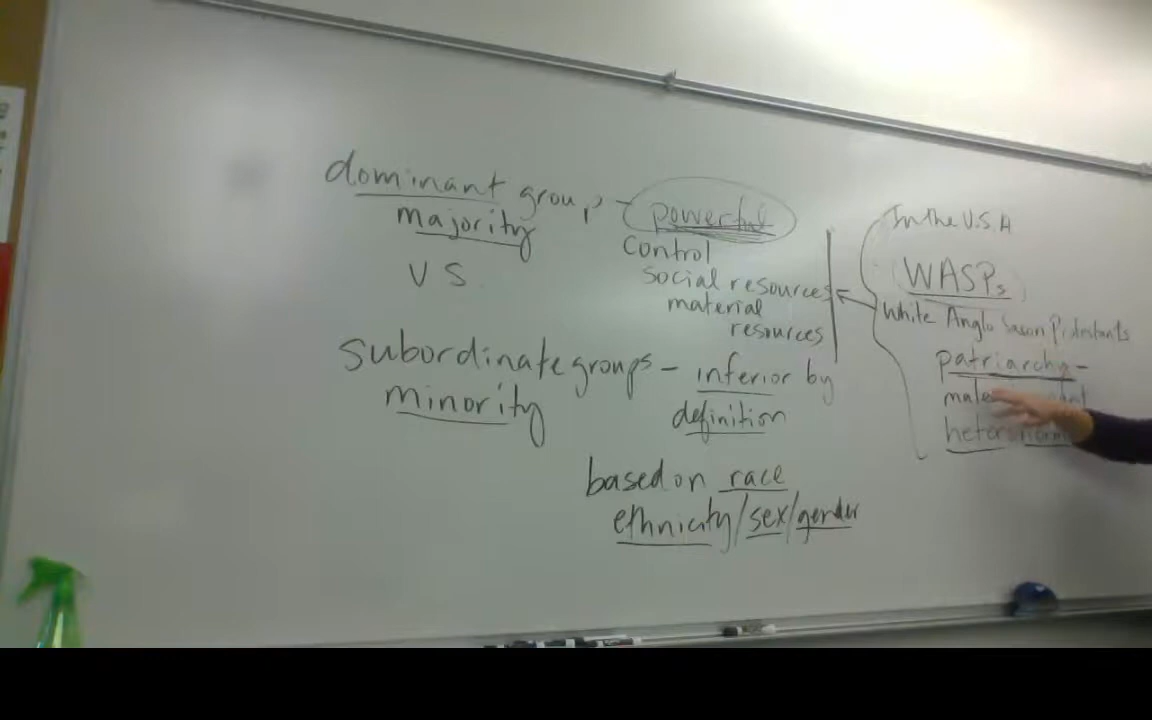 dominant group - powerful
majority
control
social resources
material
resources
VS
subordinate groups - inferior by
minority
definition
based on race
ethnicity/sex/gender
In the U.S.A
WASPs
White Anglo Saxon Protestants
patriarchy -
male